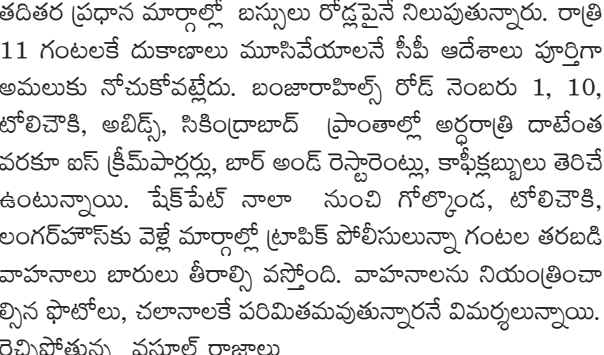 తదితర ప్రధాన మార్గాల్లో బస్సులు రోడ్లపైనే నిలుపుతున్నారు. రాత్రి
11 గంటలకే దుకాణాలు మూసివేయాలనే సీపీ ఆదేశాలు పూర్తిగా
అమలుకు నోచుకోవట్లేదు. బంజారాహిల్స్ రోడ్ నెంబరు 1, 10,
టోలిచౌకి, అబిడ్స్, సికింద్రాబాద్ ప్రాంతాల్లో అర్ధరాత్రి దాటేంత
వరకూ ఐస్ క్రీమ్‌పార్లర్లు, బార్ అండ్ రెస్టారెంట్లు, కాఫీక్లబ్బులు తెరిచే
ఉంటున్నాయి. షేక్‌పేట్ నాలా నుంచి గోల్కొండ, టోలిచౌకి,
లంగర్‌హౌస్‌కు వెళ్లే మార్గాల్లో ట్రాపిక్ పోలీసులున్నా గంటల తరబడి
వాహనాలు బారులు తీరాల్సి వస్తోంది. వాహనాలను నియంత్రించా
ల్సిన ఫొటోలు, చలానాలకే పరిమితమవుతున్నారనే విమర్శలున్నాయి.
రెచ్చిపోతున్న వసూల్ రాజాలు